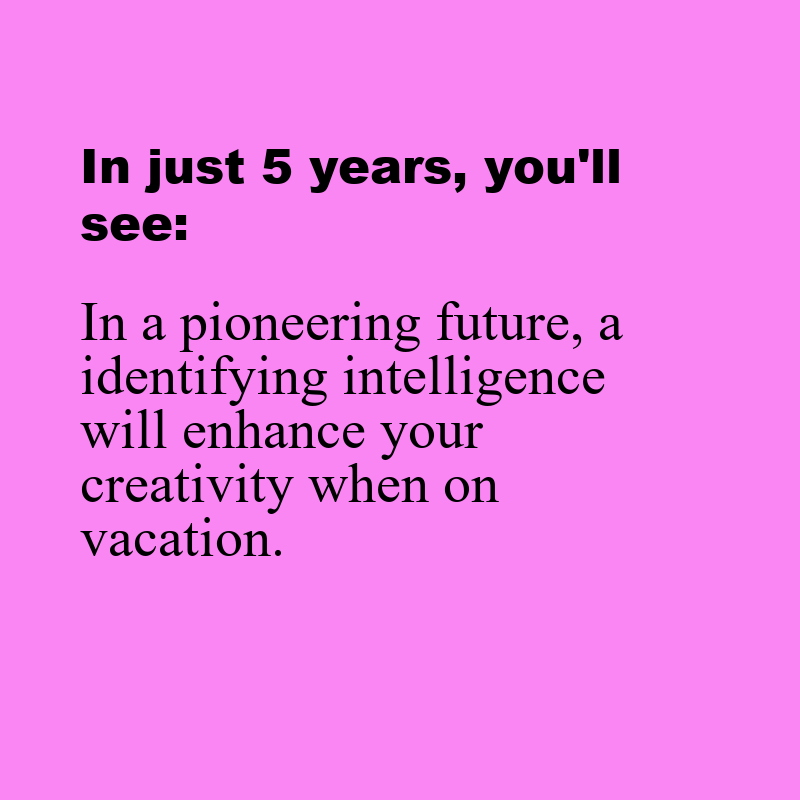 In just 5 years, you'll
see:
In a pioneering future, a
identifying intelligence
will enhance your
creativity when on
vacation.